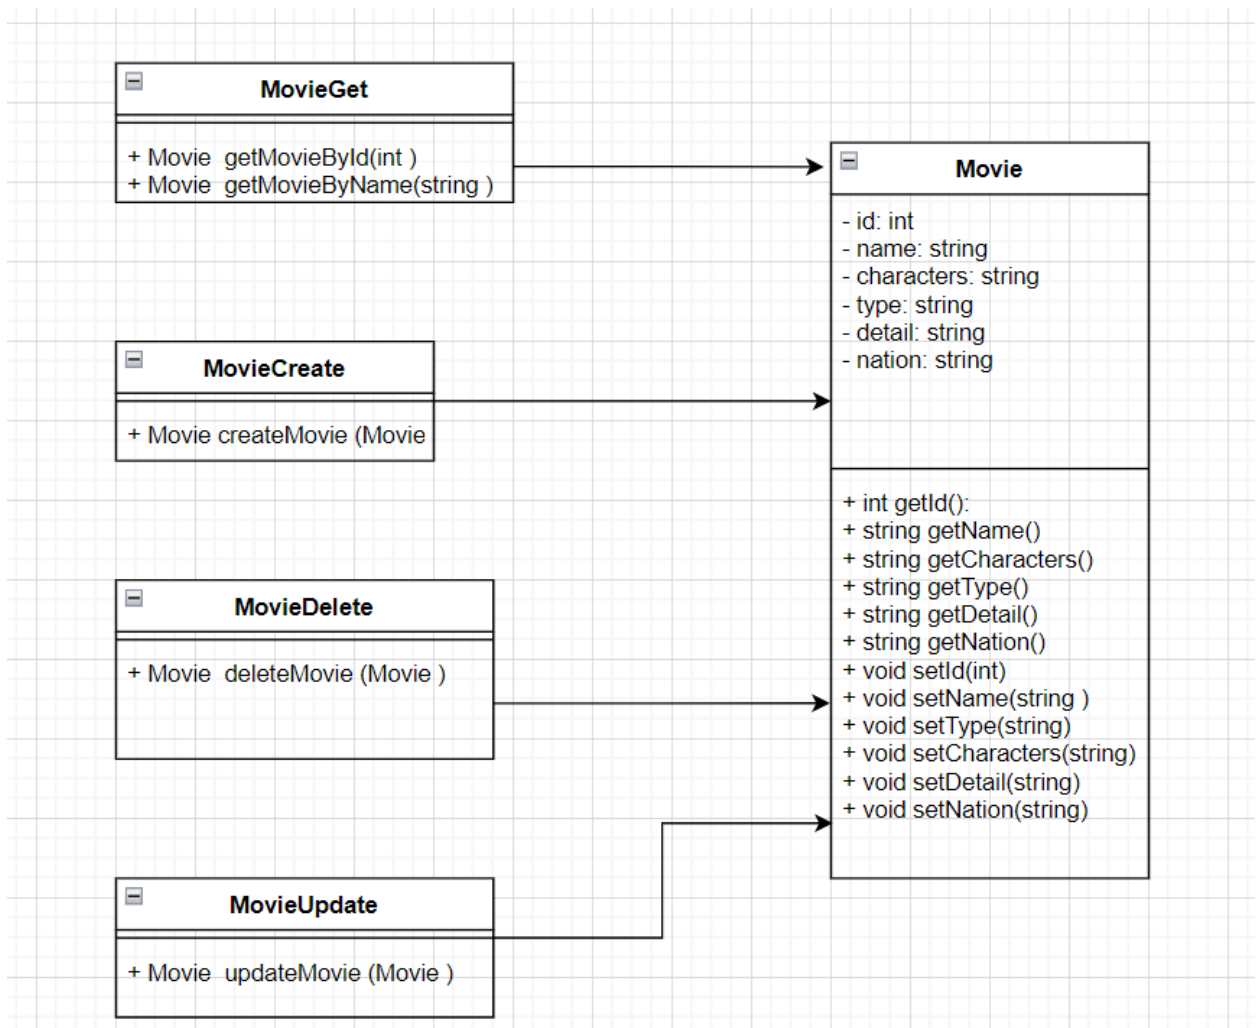 MovieGet
+ Movie  getMovieById(int )
+ Movie  getMovieByName(string )
MovieCreate
+ Movie createMovie (Movie
MovieDelete
+ Movie  deleteMovie (Movie )
MovieUpdate
+ Movie  updateMovie (Movie )
Movie
- id: int
- name: string
- characters: string
- type: string
- detail: string
- nation: string
+ int getId():
+ string getName()
+ string getCharacters()
+ string getType()
+ string getDetail()
+ string getNation()
+ void setId(int)
+ void setName(string )
+ void setType(string)
+ void setCharacters(string)
+ void setDetail(string)
+ void setNation(string)